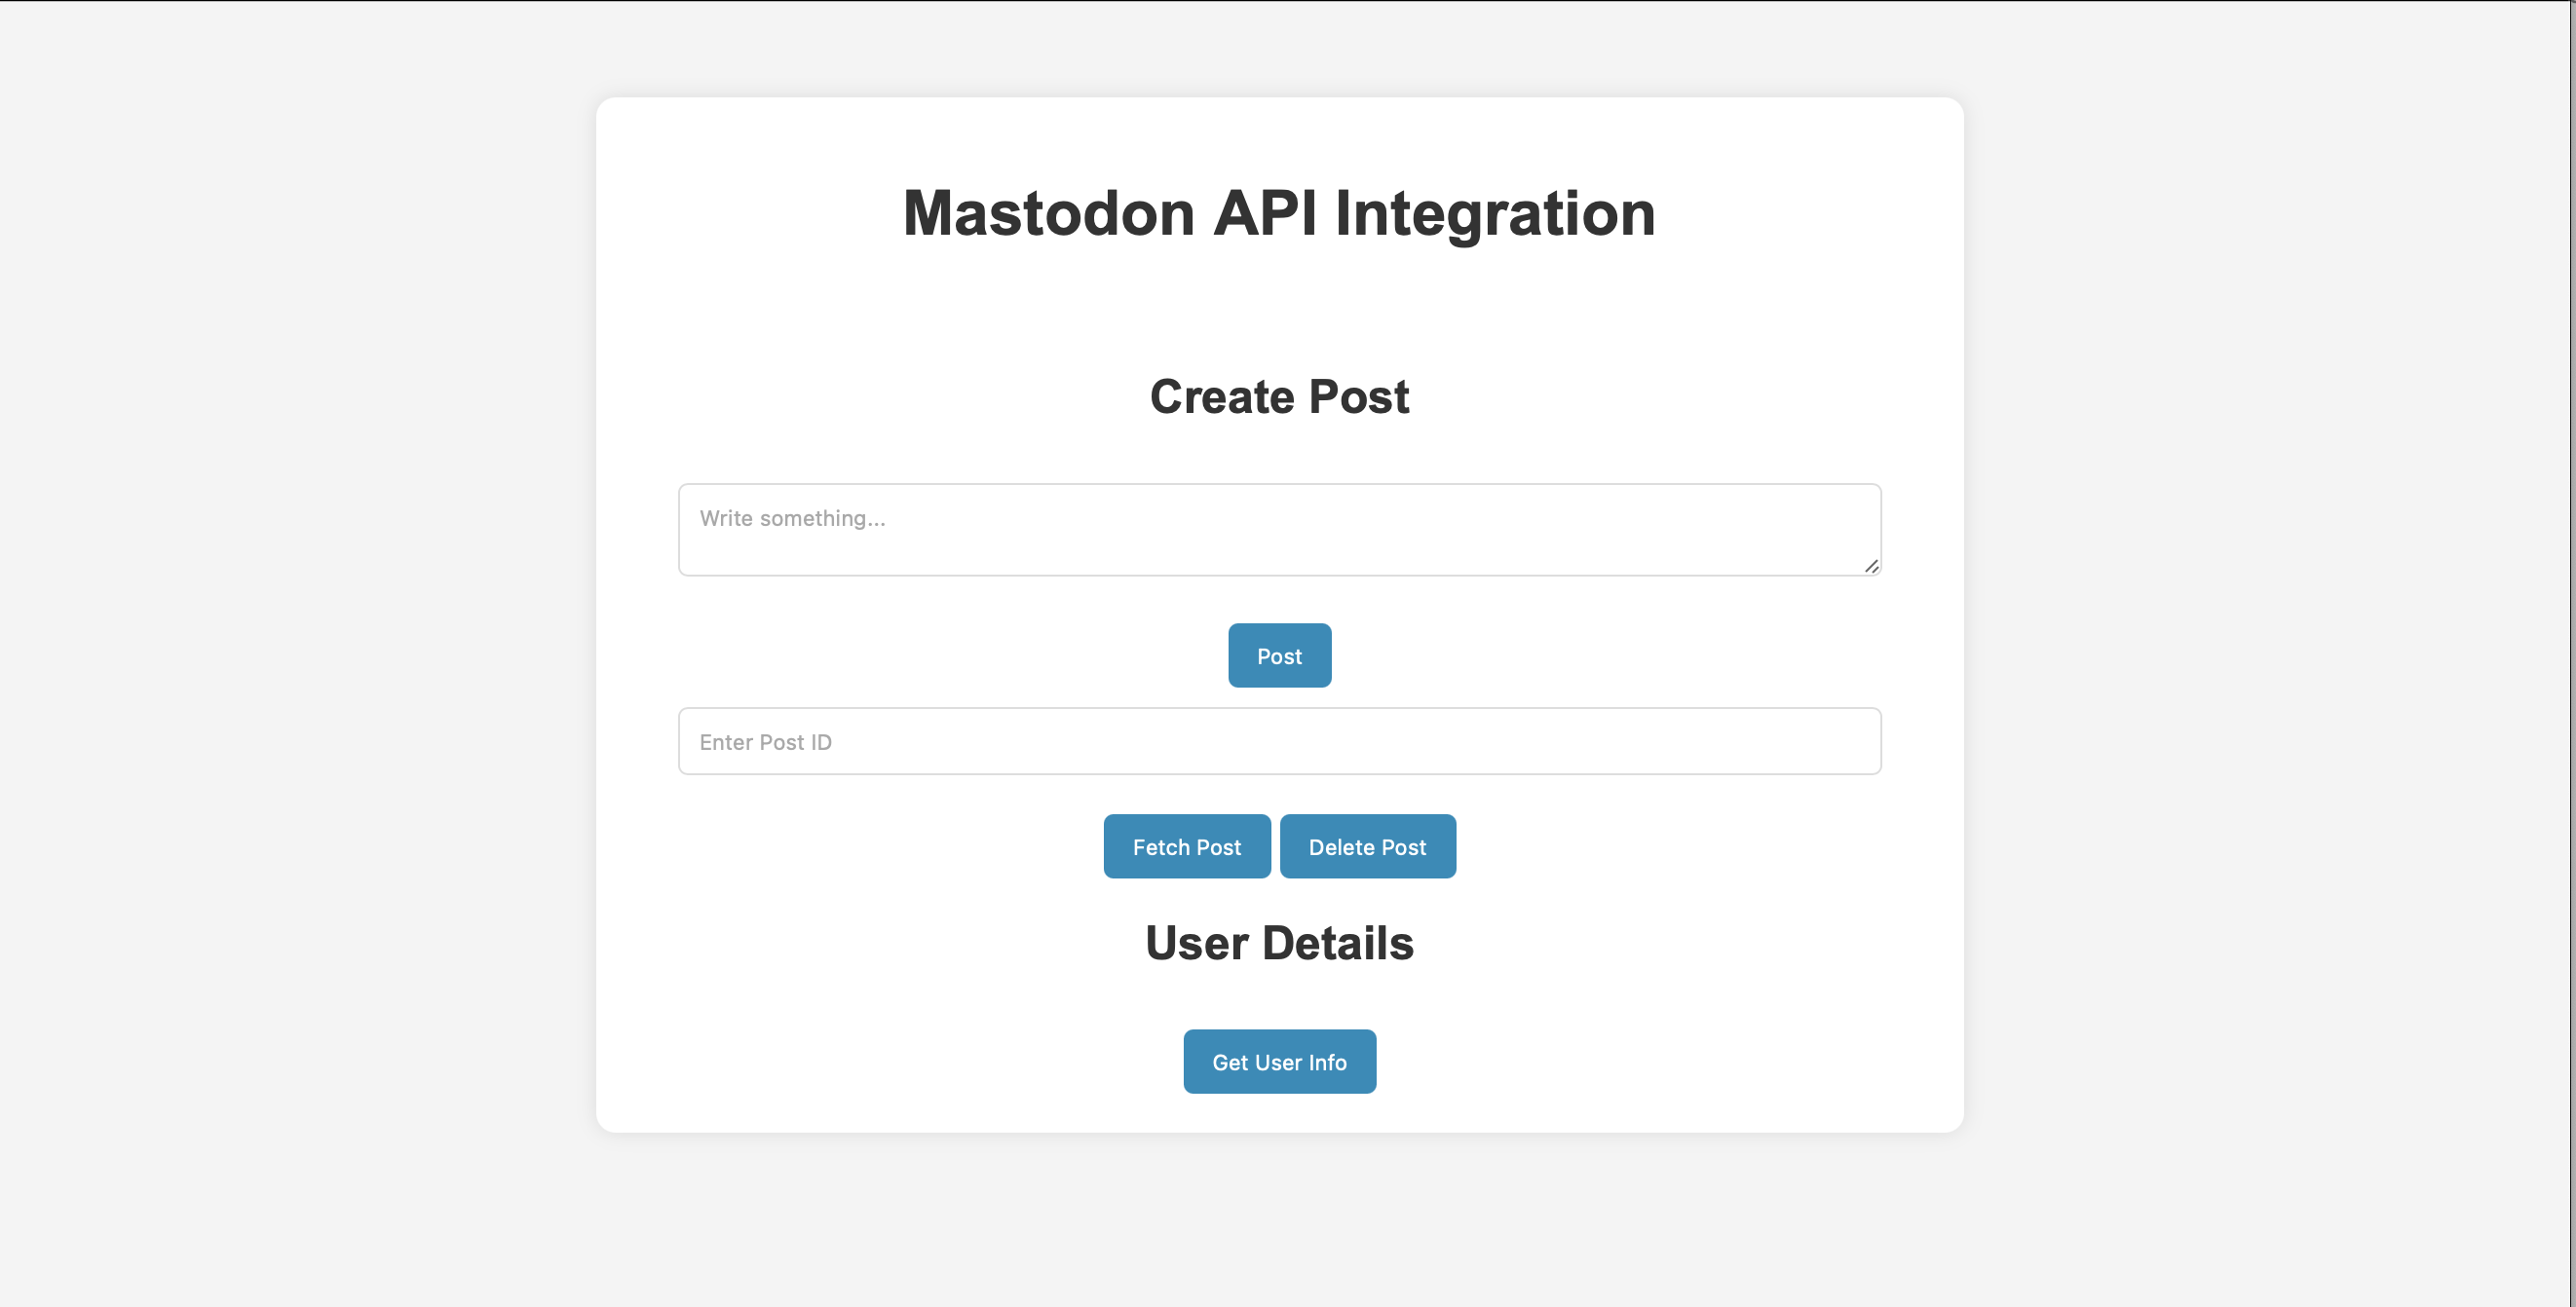 Mastodon API Integration
Create Post
Write something...
Post
Enter Post ID
Fetch Post Delete Post
User Details
Get User Info